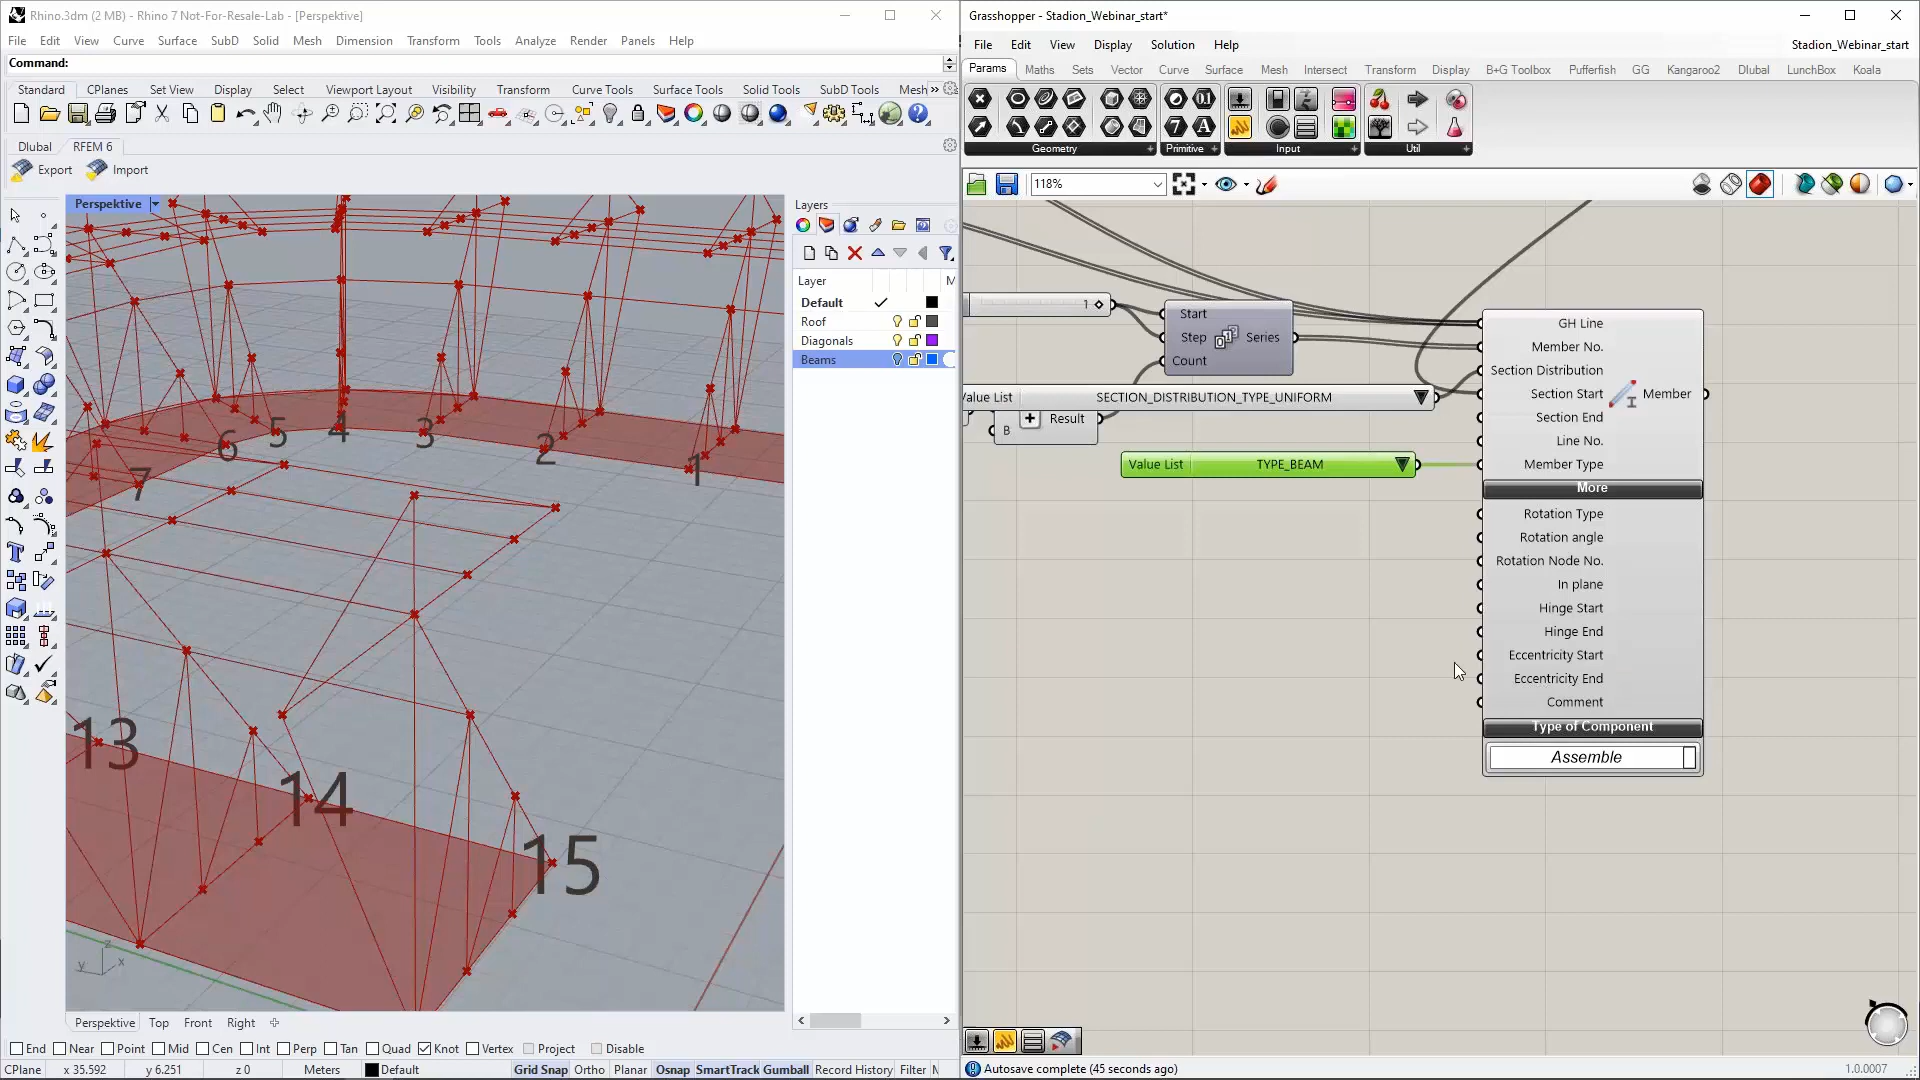 Rhino.3dm (2 MB) - Rhino 7 Not-For-Resale-Lab - [Perspektive]
File Edit View Curve Surface SubD Solid Mesh Dimension Transform Tools Analyze Render Panels Help
Command:
Standard CPlanes Set View Display Select Viewport Layout Visibility Transform Curve Tools Surface Tools Solid Tools SubD Tools Mesh »
Dlubal RFEM 6
Export Import
Perspektive
Layers
Layer M
Default
Roof
Diagonals
Beams
7 6 5 4 3 2 1
13
14
15
z
y x
Perspektive Top Front Right
End Near Point Mid Cen Int Perp Tan Quad Knot Vertex Project Disable
CPlane x 35.592 y 6.251 z 0 Meters Default Grid Snap Ortho Planar Osnap SmartTrack Gumball Record History Filter
Grasshopper - Stadion_Webinar_start*
File Edit View Display Solution Help Stadion_Webinar_start
Params Maths Sets Vector Curve Surface Mesh Intersect Transform Display B+G Toolbox Pufferfish GG Kangaroo2 Dlubal LunchBox Koala
Geometry Primitive Input Util
118%
1
Start
Step Series
Count
Value List SECTION_DISTRIBUTION_TYPE_UNIFORM
B Result
Value List TYPE_BEAM
GH Line
Member No.
Section Distribution
Section Start Member
Section End
Line No.
Member Type
More
Rotation Type
Rotation angle
Rotation Node No.
In plane
Hinge Start
Hinge End
Eccentricity Start
Eccentricity End
Comment
Type of Component
Assemble
Autosave complete (45 seconds ago) 1.0.0007